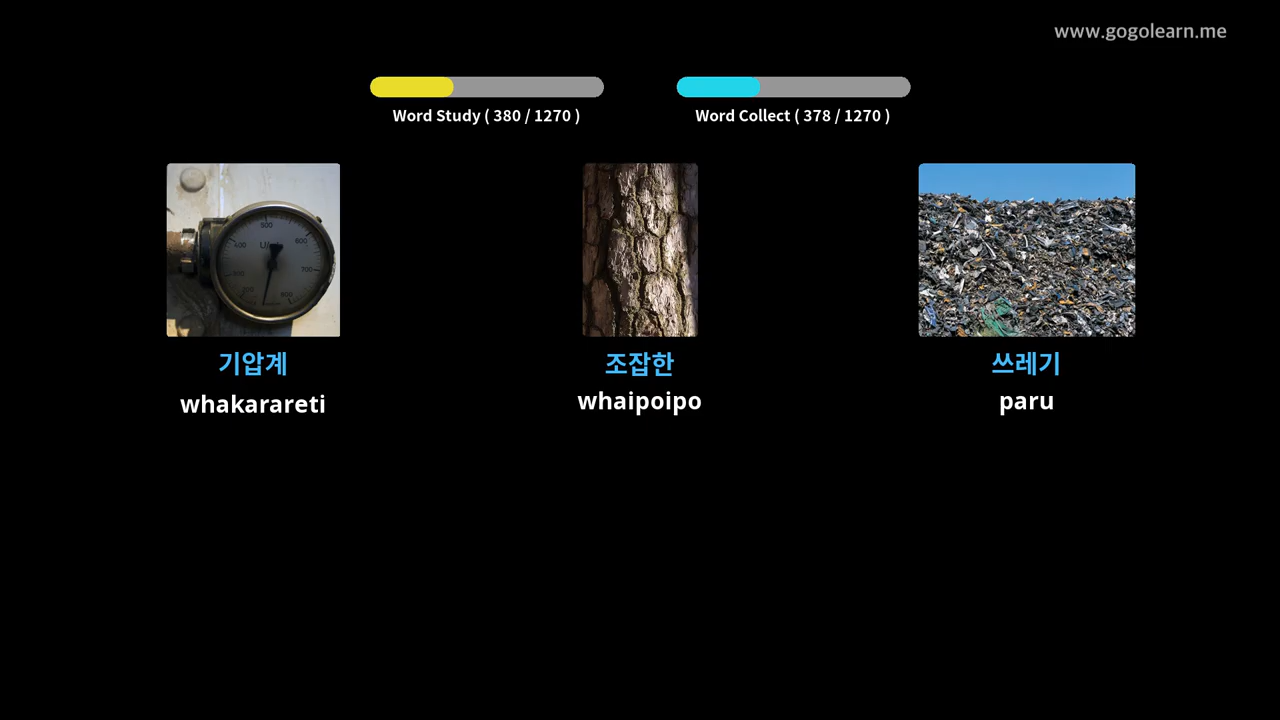 www.gogolearn.me
Word Study ( 380 / 1270 )
Word Collect ( 378 / 1270 )
기압계
whakarareti
조잡한
whaipoipo
쓰레기
paru